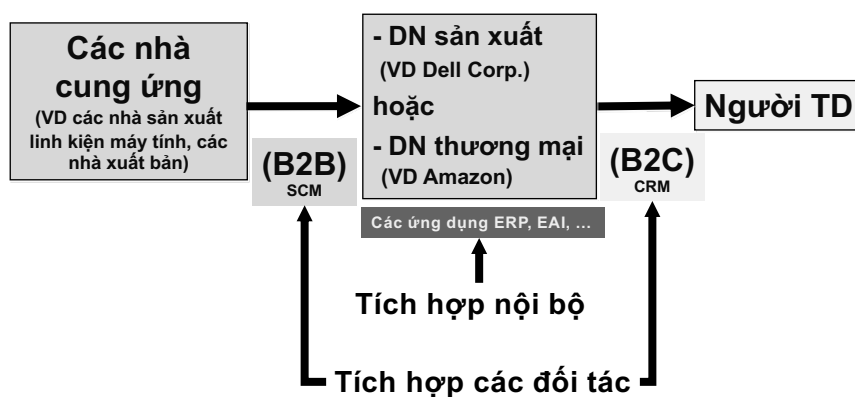 Các nhà
cung ứng
(VD các nhà sản xuất
linh kiện máy tính, các
nhà xuất bản)
(B2B)
SCM
- DN sản xuất
(VD Dell Corp.)
hoặc
- DN thương mại
(VD Amazon)
Các ứng dụng ERP, EAI, ...
(B2C)
CRM
Người TD
Tích hợp nội bộ
Tích hợp các đối tác